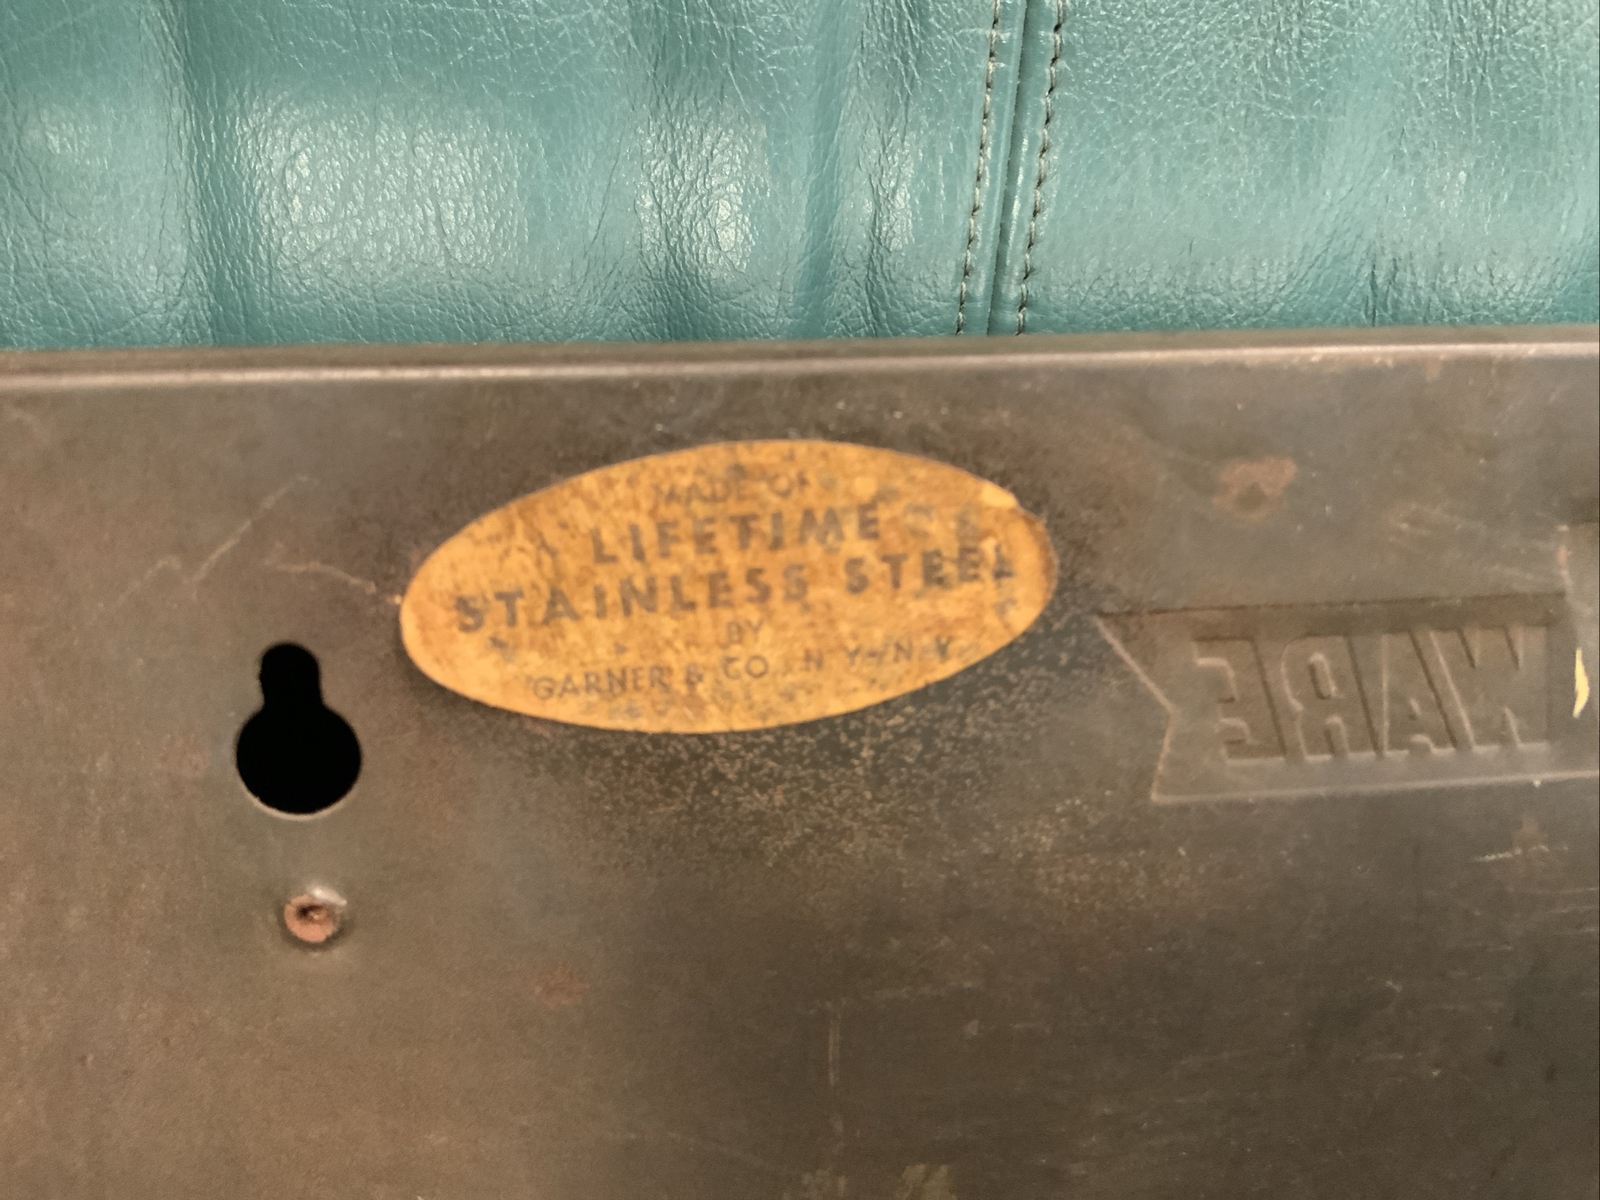 MADE OF
LIFETIME
STAINLESS STEEL
BY
GARNER & CO. N.Y. N.Y.
WARE